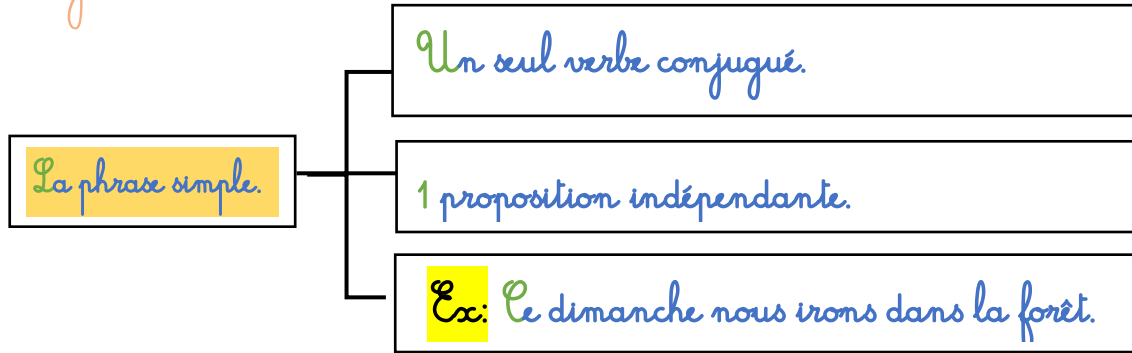 Un seul verbe conjugué.
La phrase simple.
1 proposition indépendante.
Ex: Ce dimanche nous irons dans la forêt.